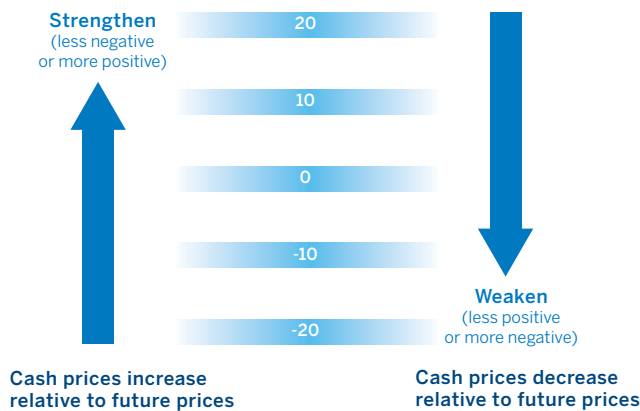 Strengthen
(less negative
or more positive)
20
10
0
-10
-20
Weaken
(less positive
or more negative)
Cash prices increase
relative to future prices
Cash prices decrease
relative to future prices